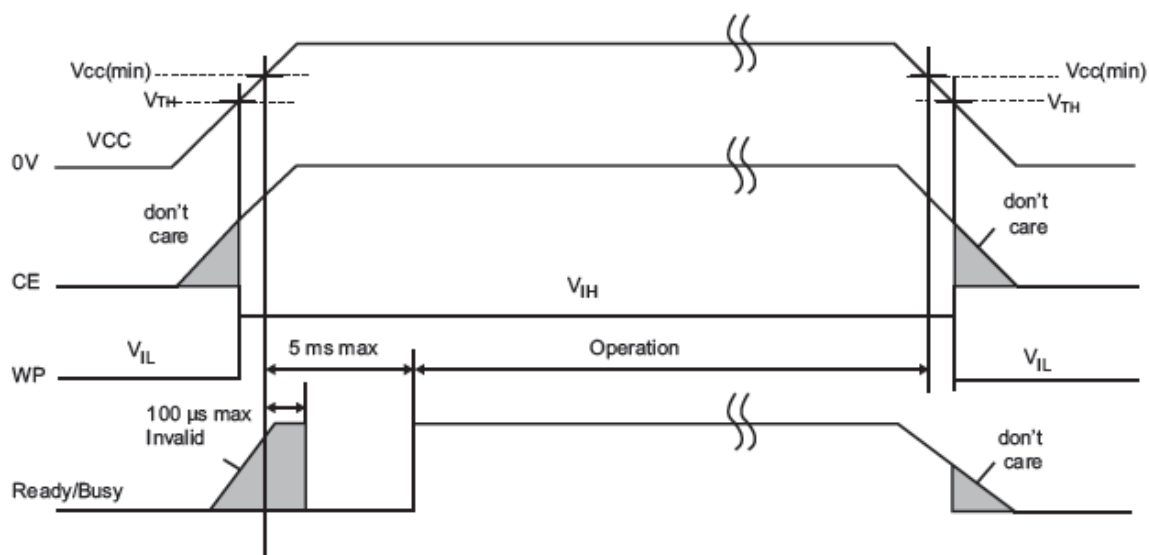 Vcc(min)
VTH
VCC
0V
Vcc(min)
VTH
don't
care
don't
care
CE
VIH
VIL
5 ms max
Operation
VIL
WP
100 µs max
Invalid
don't
care
Ready/Busy